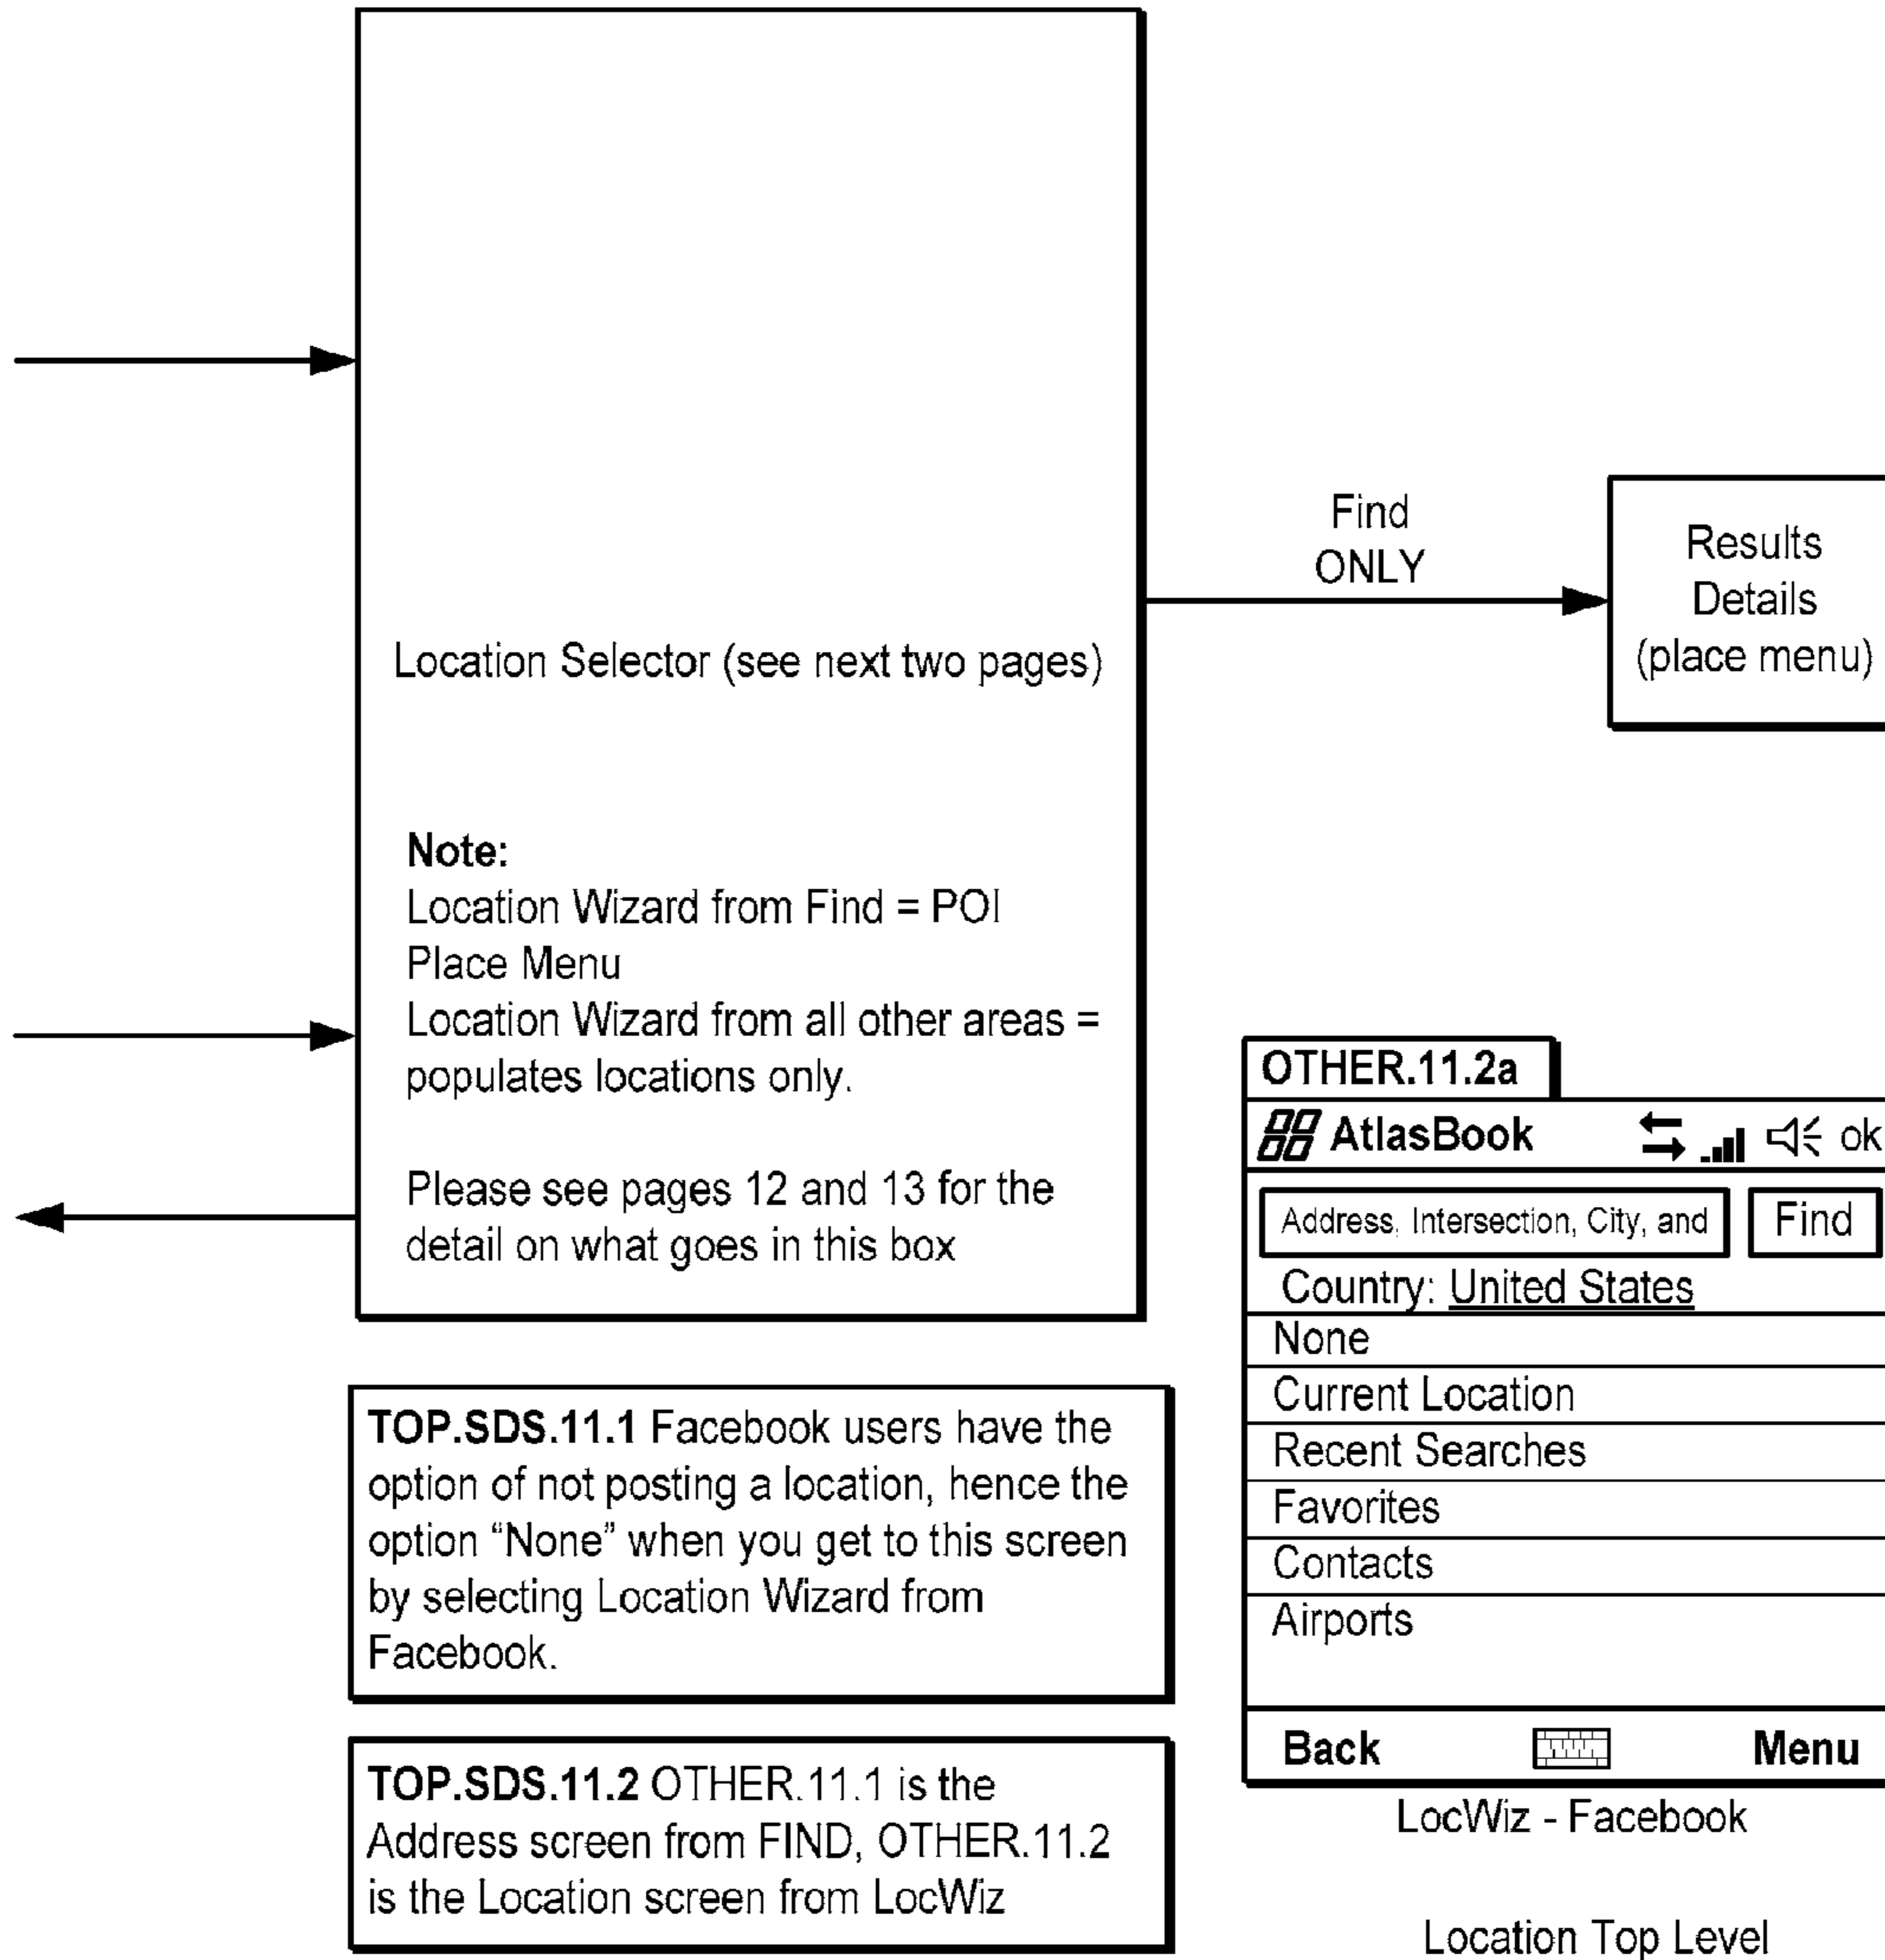 Find
ONLY
Results
Details
(place menu)
Location Selector (see next two pages)
Note:
Location Wizard from Find = POI
Place Menu
Location Wizard from all other areas =
populates locations only.
Please see pages 12 and 13 for the
detail on what goes in this box
TOP.SDS.11.1 Facebook users have the
option of not posting a location, hence the
option “None” when you get to this screen
by selecting Location Wizard from
Facebook.
TOP.SDS.11.2 OTHER.11.1 is the
Address screen from FIND, OTHER.11.2
is the Location screen from LocWiz
OTHER.11.2a
AtlasBook ok
Address, Intersection, City, and Find
Country: United States
None
Current Location
Recent Searches
Favorites
Contacts
Airports
Back Menu
LocWiz - Facebook
Location Top Level